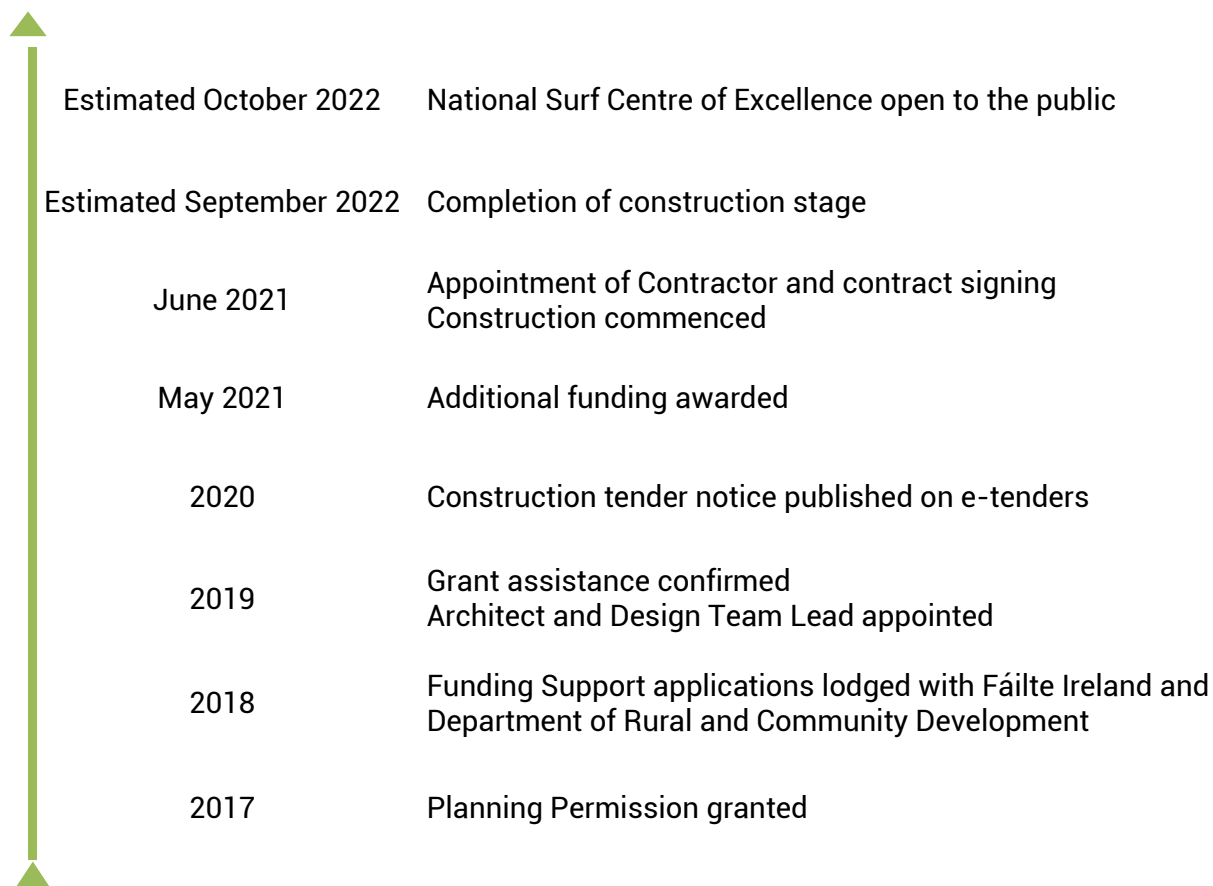 Estimated October 2022 National Surf Centre of Excellence open to the public
Estimated September 2022 Completion of construction stage
June 2021 Appointment of Contractor and contract signing
Construction commenced
May 2021 Additional funding awarded
2020 Construction tender notice published on e-tenders
2019 Grant assistance confirmed
Architect and Design Team Lead appointed
2018 Funding Support applications lodged with Fáilte Ireland and
Department of Rural and Community Development
2017 Planning Permission granted